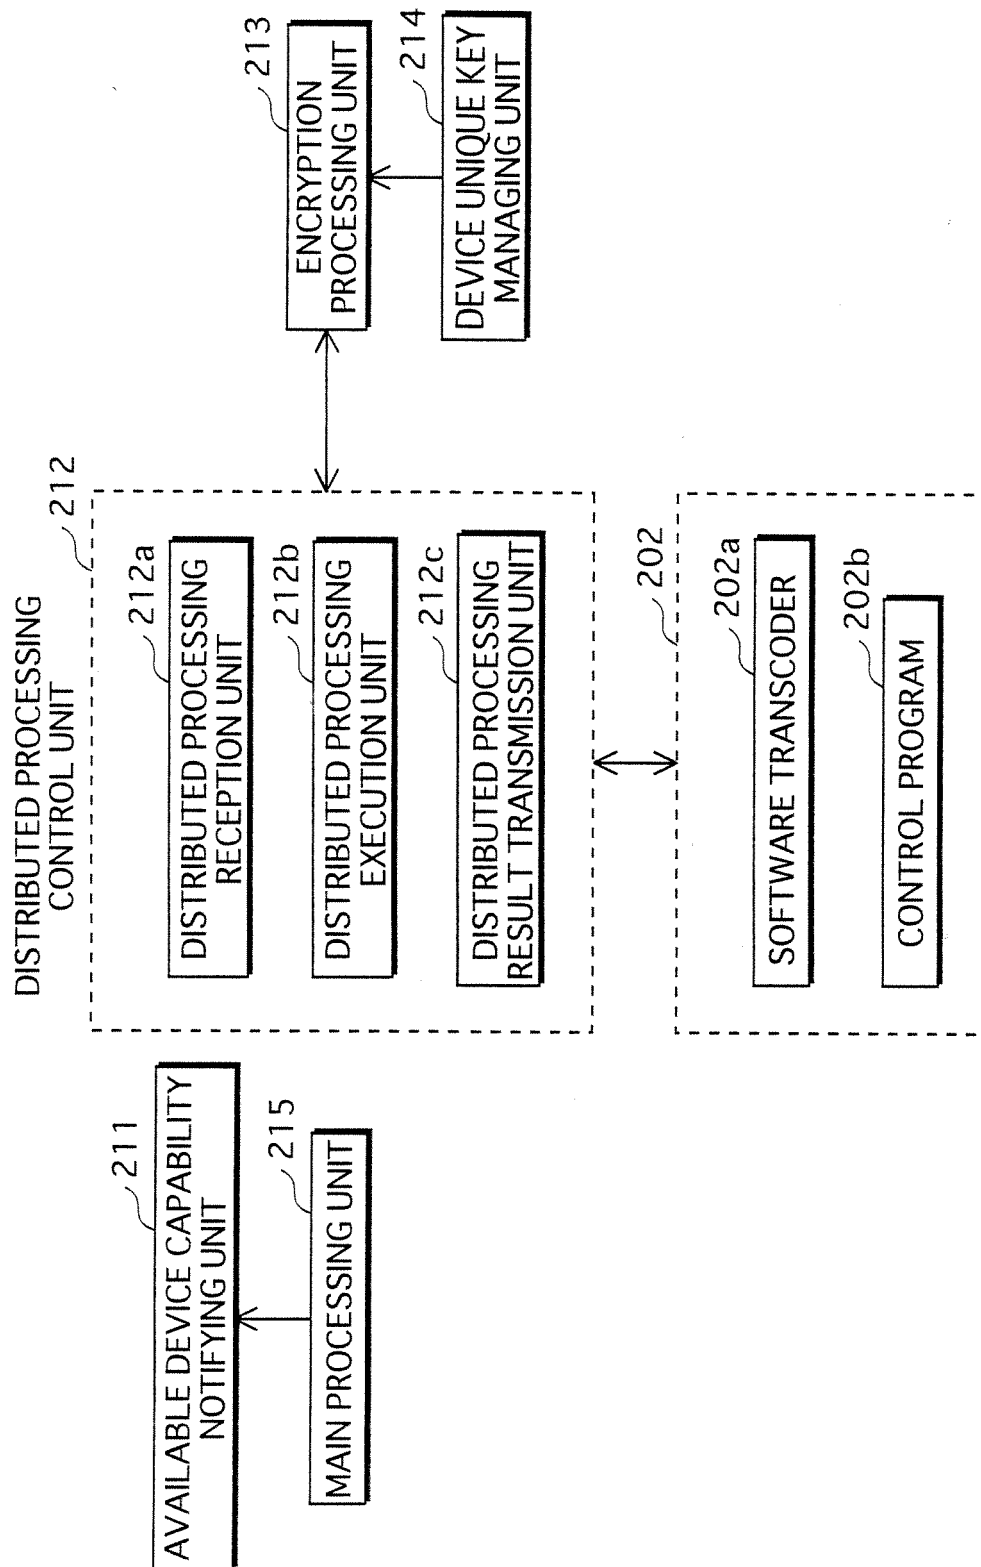 DISTRIBUTED PROCESSING
CONTROL UNIT
212
211
AVAILABLE DEVICE CAPABILITY
NOTIFYING UNIT
215
MAIN PROCESSING UNIT
212a
DISTRIBUTED PROCESSING
RECEPTION UNIT
212b
DISTRIBUTED PROCESSING
EXECUTION UNIT
212c
DISTRIBUTED PROCESSING
RESULT TRANSMISSION UNIT
213
ENCRYPTION
PROCESSING UNIT
214
DEVICE UNIQUE KEY
MANAGING UNIT
202
202a
SOFTWARE TRANSCODER
202b
CONTROL PROGRAM